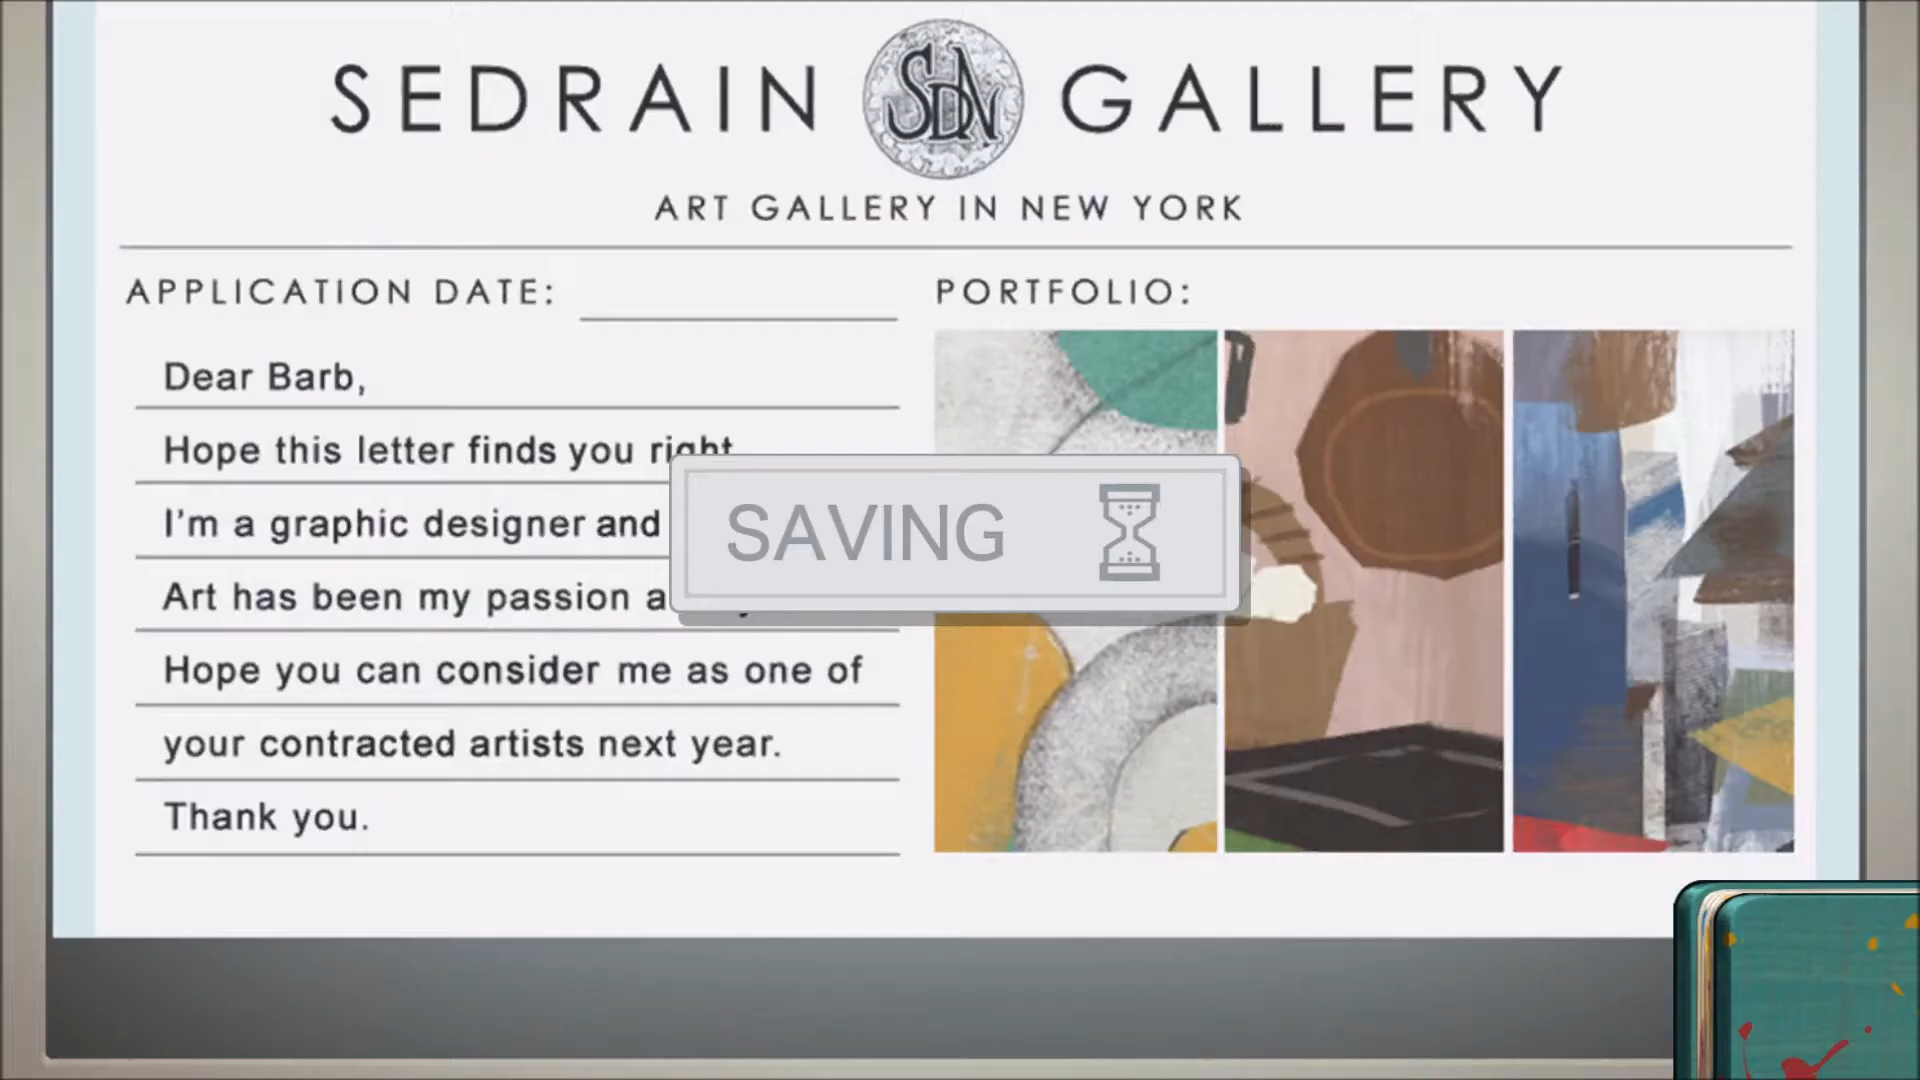 SEDRAIN SDN GALLERY
ART GALLERY IN NEW YORK
APPLICATION DATE:
PORTFOLIO:
Dear Barb,
Hope this letter finds you right
I'm a graphic designer and
SAVING
Art has been my passion
Hope you can consider me as one of
your contracted artists next year.
Thank you.